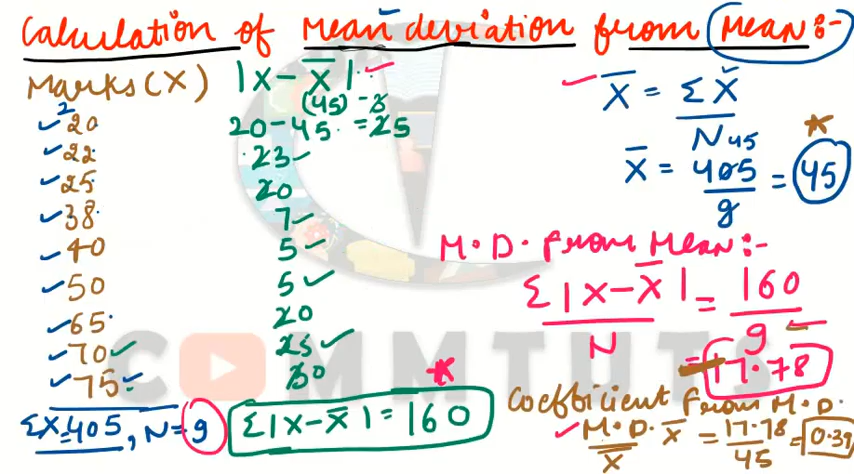 Calculation of Mean deviation from Mean:-
Marks(X) |X-X̅|
(45)
20 20-45 =25
22 23
25 20
38 7
40 5
50 5
65 20
70 25
75 30
ΣX=405, N=9 Σ|X-X̅|=160
X̅ = ΣX
N 45
X̅ = 405 = 45
9
M.D. From Mean:-
Σ|X-X̅| = 160
N 9
=17.78
Coefficient from M.D.
M.D. X̅ = 17.78 = 0.39
X̅ 45
COMMTUTS